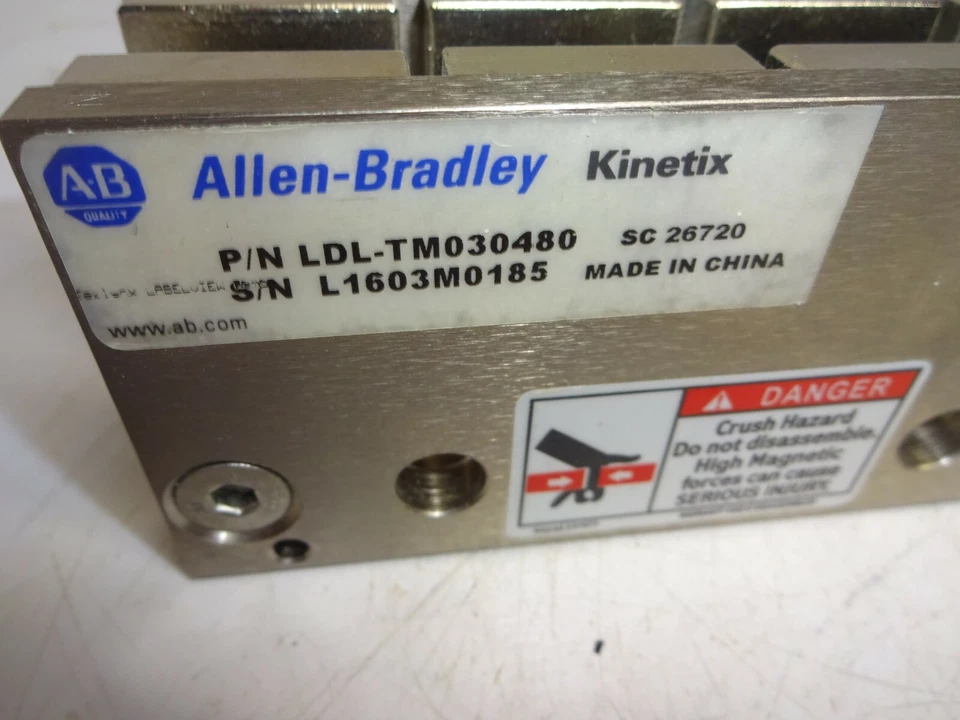 A·B
QUALITY
Allen-Bradley Kinetix
P/N LDL-TM030480 SC 26720
S/N L1603M0185 MADE IN CHINA
LABELVIEW
www.ab.com
DANGER
Crush Hazard
Do not disassemble.
High Magnetic
forces can cause
SERIOUS INJURY.